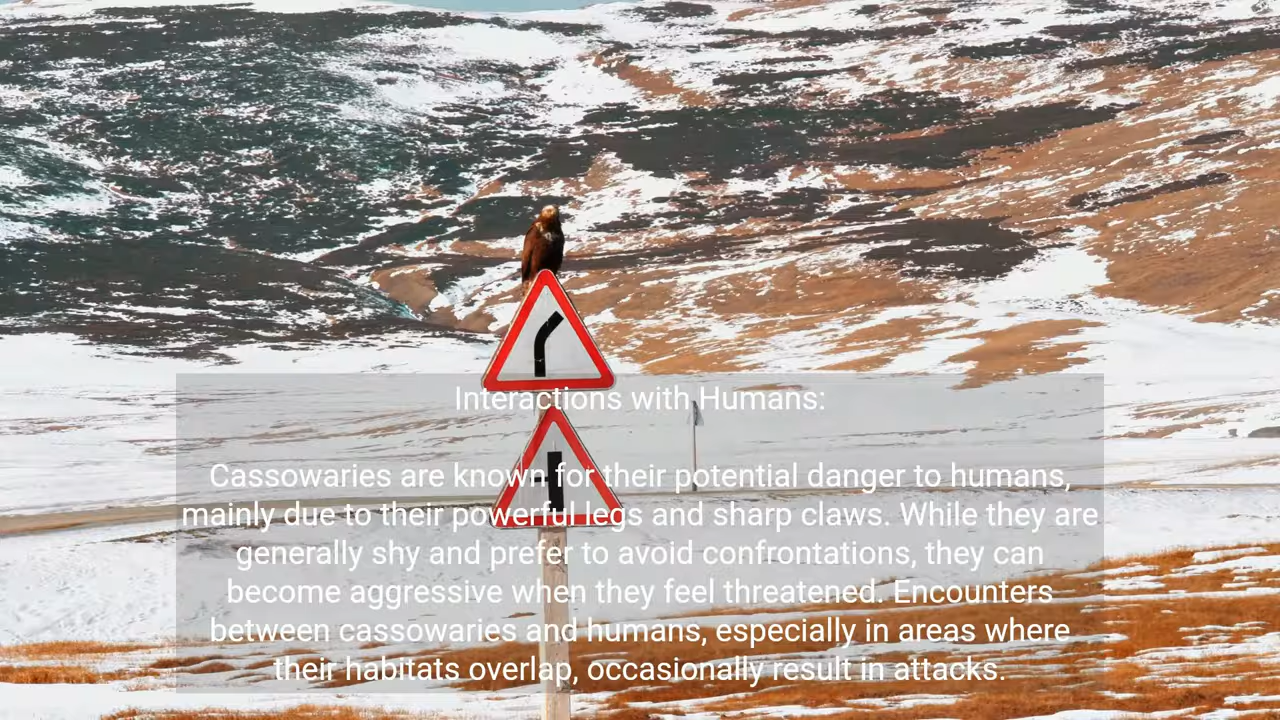 Interactions with Humans:
Cassowaries are known for their potential danger to humans,
mainly due to their powerful legs and sharp claws. While they are
generally shy and prefer to avoid confrontations, they can
become aggressive when they feel threatened. Encounters
between cassowaries and humans, especially in areas where
their habitats overlap, occasionally result in attacks.